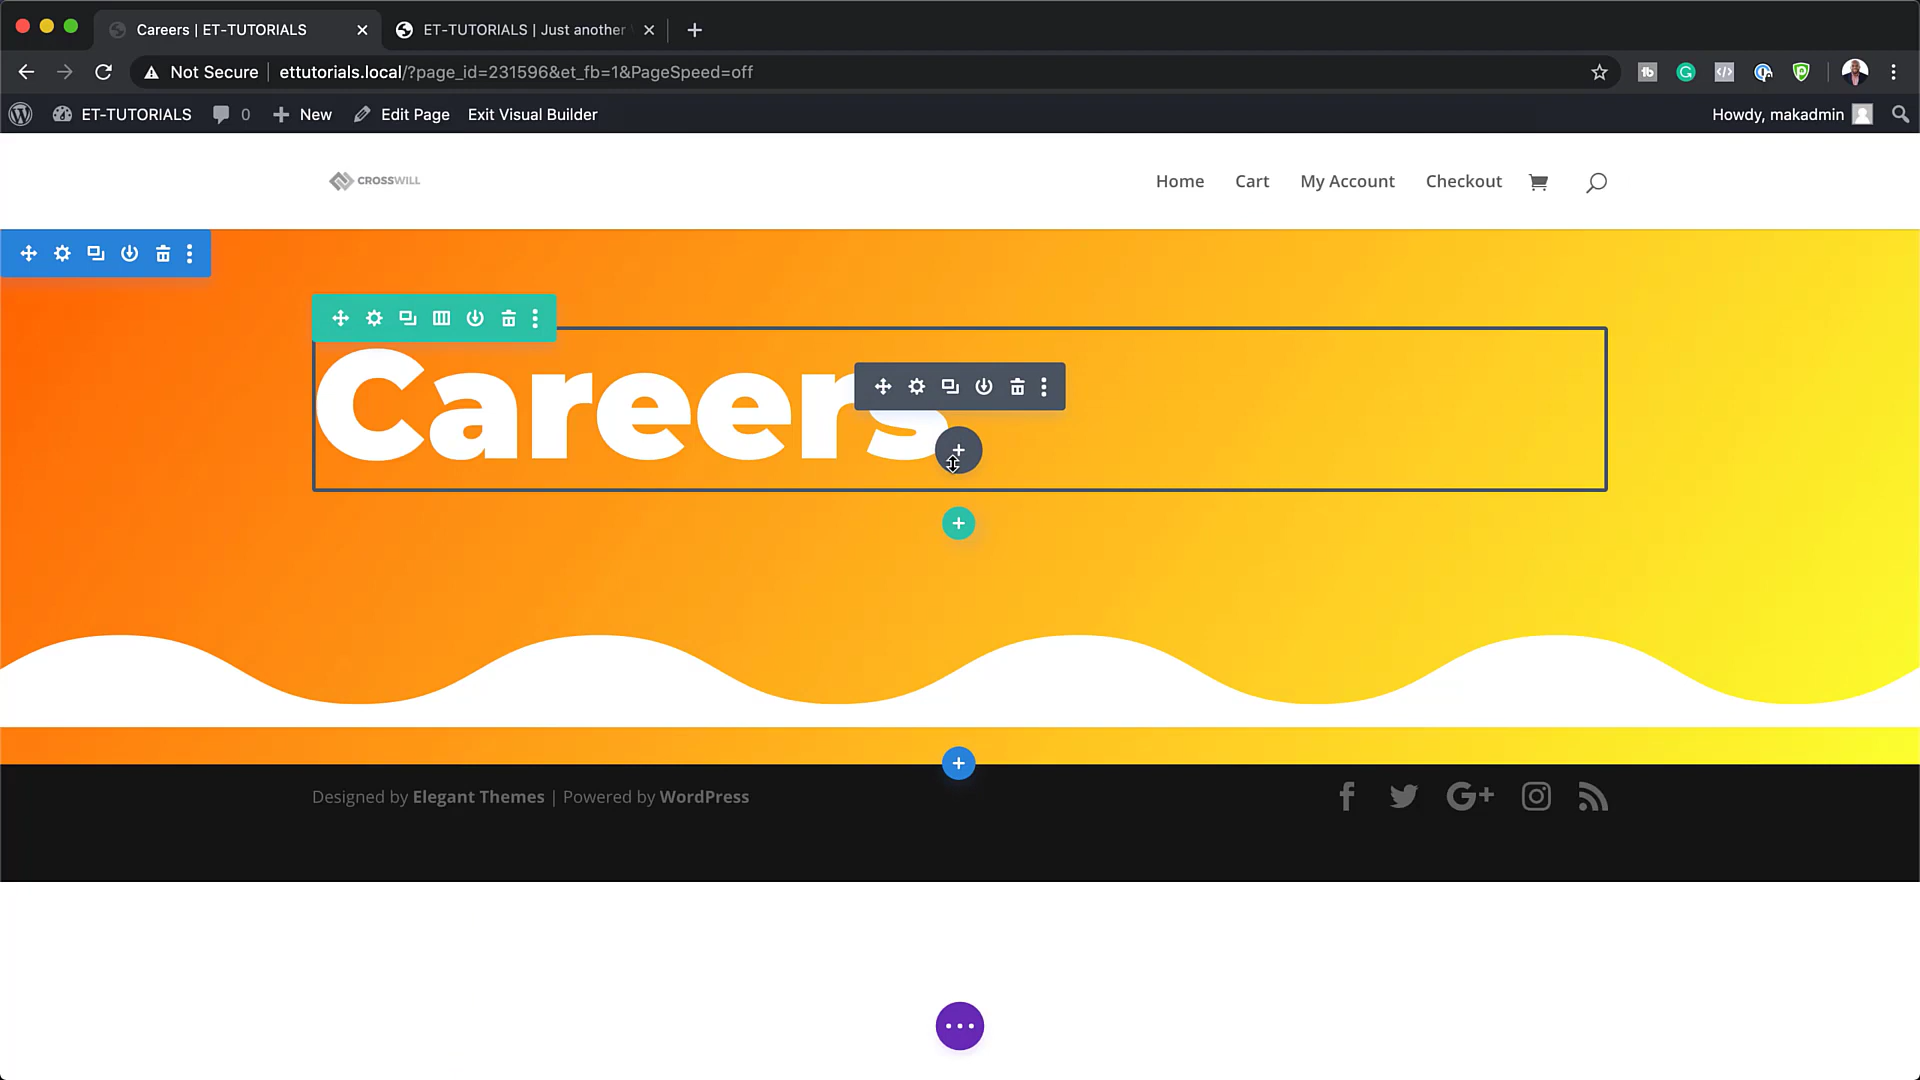 Careers | ET-TUTORIALS
ET-TUTORIALS | Just another
Not Secure
ettutorials.local/?page_id=231596&et_fb=1&PageSpeed=off
ET-TUTORIALS
0
New
Edit Page
Exit Visual Builder
Howdy, makadmin
CROSSWILL
Home
Cart
My Account
Checkout
Careers
Designed by Elegant Themes | Powered by WordPress